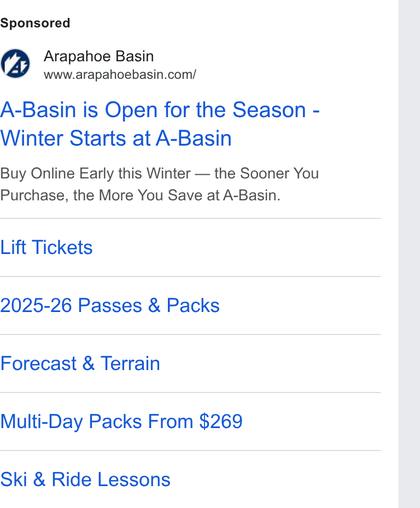 Sponsored
Arapahoe Basin
www.arapahoebasin.com/
A-Basin is Open for the Season -
Winter Starts at A-Basin
Buy Online Early this Winter — the Sooner You
Purchase, the More You Save at A-Basin.
Lift Tickets
2025-26 Passes & Packs
Forecast & Terrain
Multi-Day Packs From $269
Ski & Ride Lessons